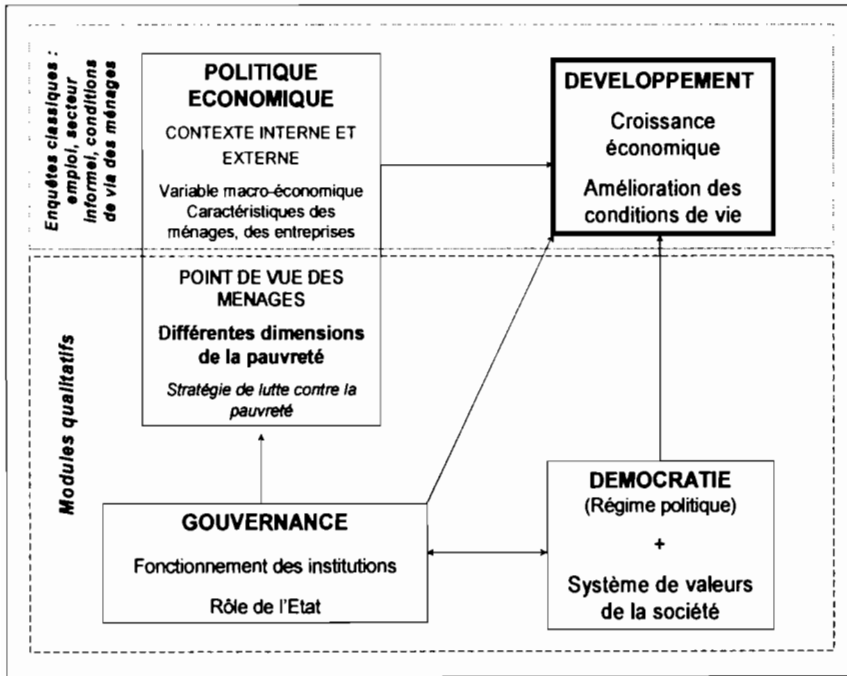 Enquêtes classiques :
emploi, secteur
informel, conditions
de via des ménages
POLITIQUE
ECONOMIQUE
CONTEXTE INTERNE ET
EXTERNE
Variable macro-économique
Caractéristiques des
ménages, des entreprises
POINT DE VUE DES
MENAGES
Différentes dimensions
de la pauvreté
Stratégie de lutte contre la
pauvreté
DEVELOPPEMENT
Croissance
économique
Amélioration des
conditions de vie
Modules qualitatifs
GOUVERNANCE
Fonctionnement des institutions
Rôle de l'Etat
DEMOCRATIE
(Régime politique)
+
Système de valeurs
de la société